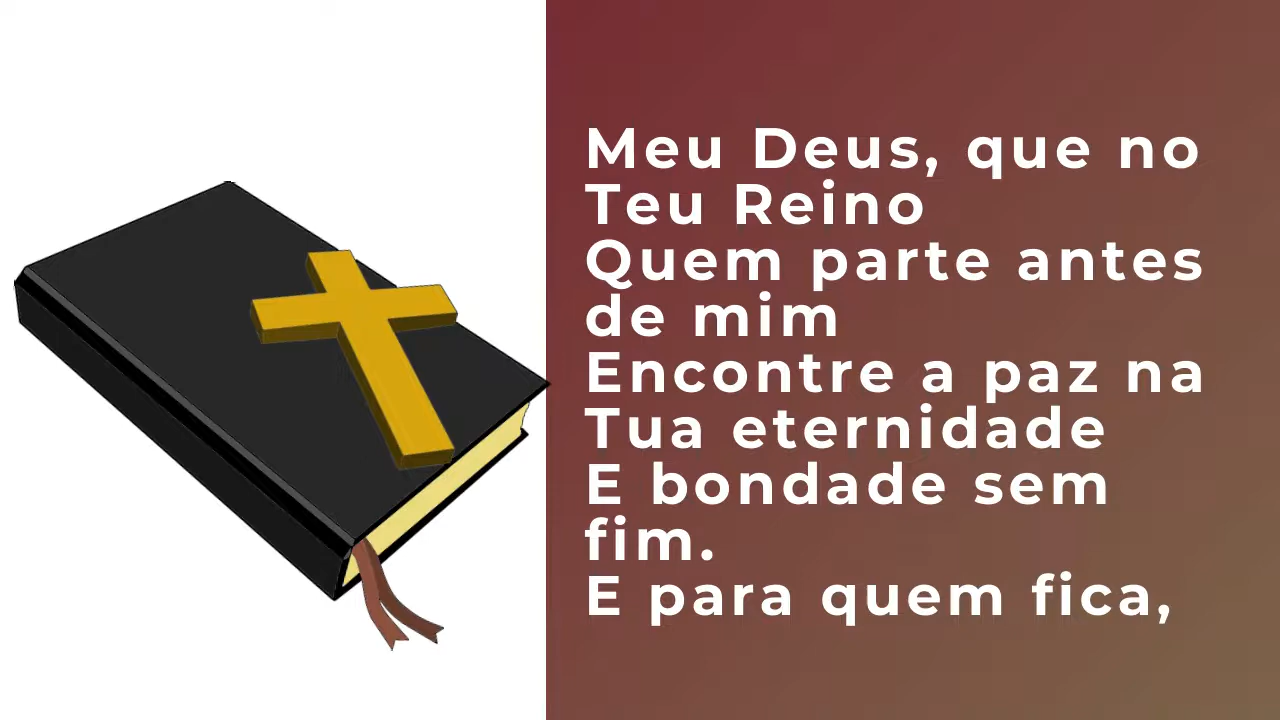 Meu Deus, que no
Teu Reino
Quem parte antes
de mim
Encontre a paz na
Tua eternidade
E bondade sem
fim.
E para quem fica,